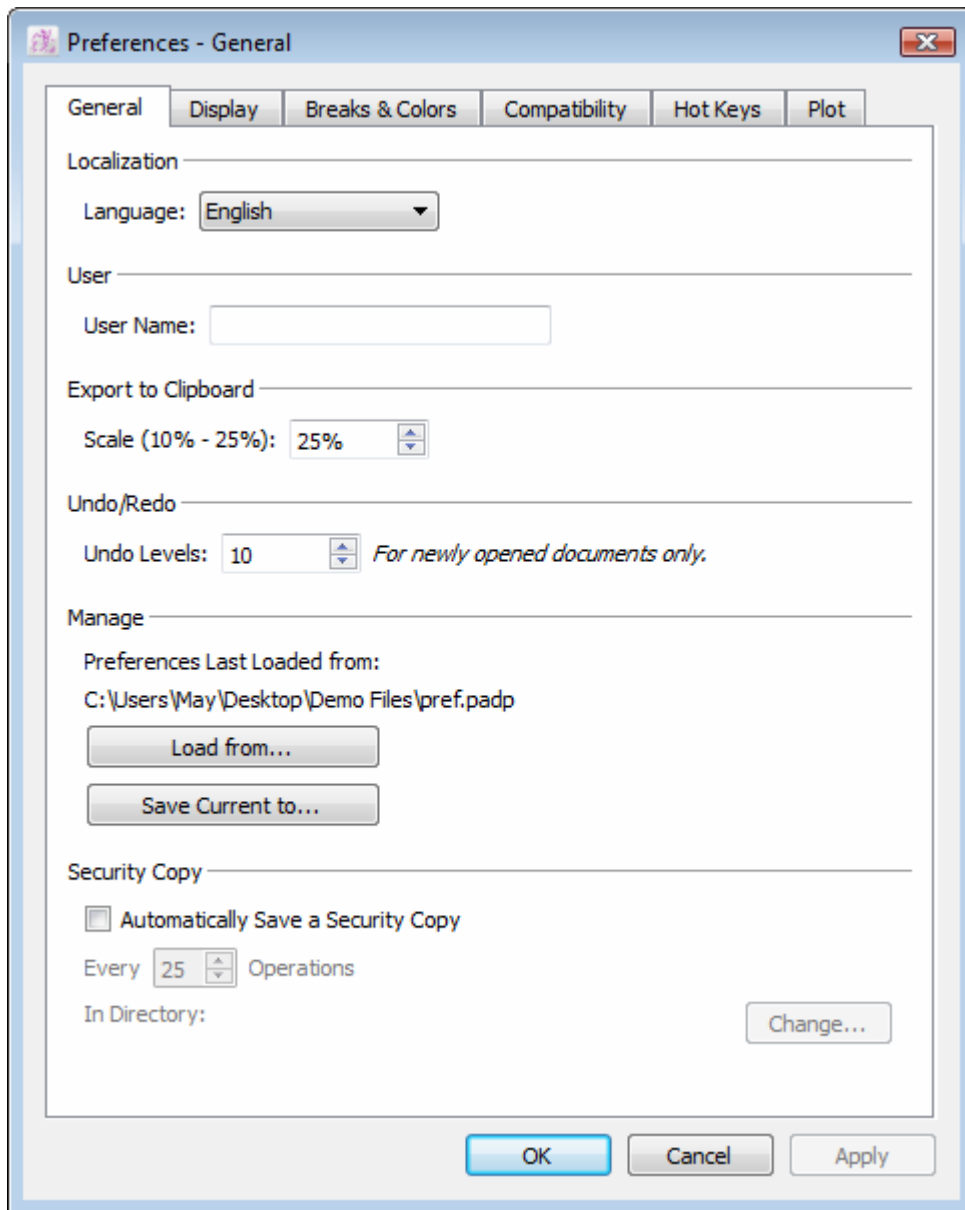 Preferences - General
General Display Breaks & Colors Compatibility Hot Keys Plot
Localization
Language: English
User
User Name:
Export to Clipboard
Scale (10% - 25%): 25%
Undo/Redo
Undo Levels: 10 For newly opened documents only.
Manage
Preferences Last Loaded from:
C:\Users\May\Desktop\Demo Files\pref.padp
Load from...
Save Current to...
Security Copy
Automatically Save a Security Copy
Every 25 Operations
In Directory:
Change...
OK Cancel Apply